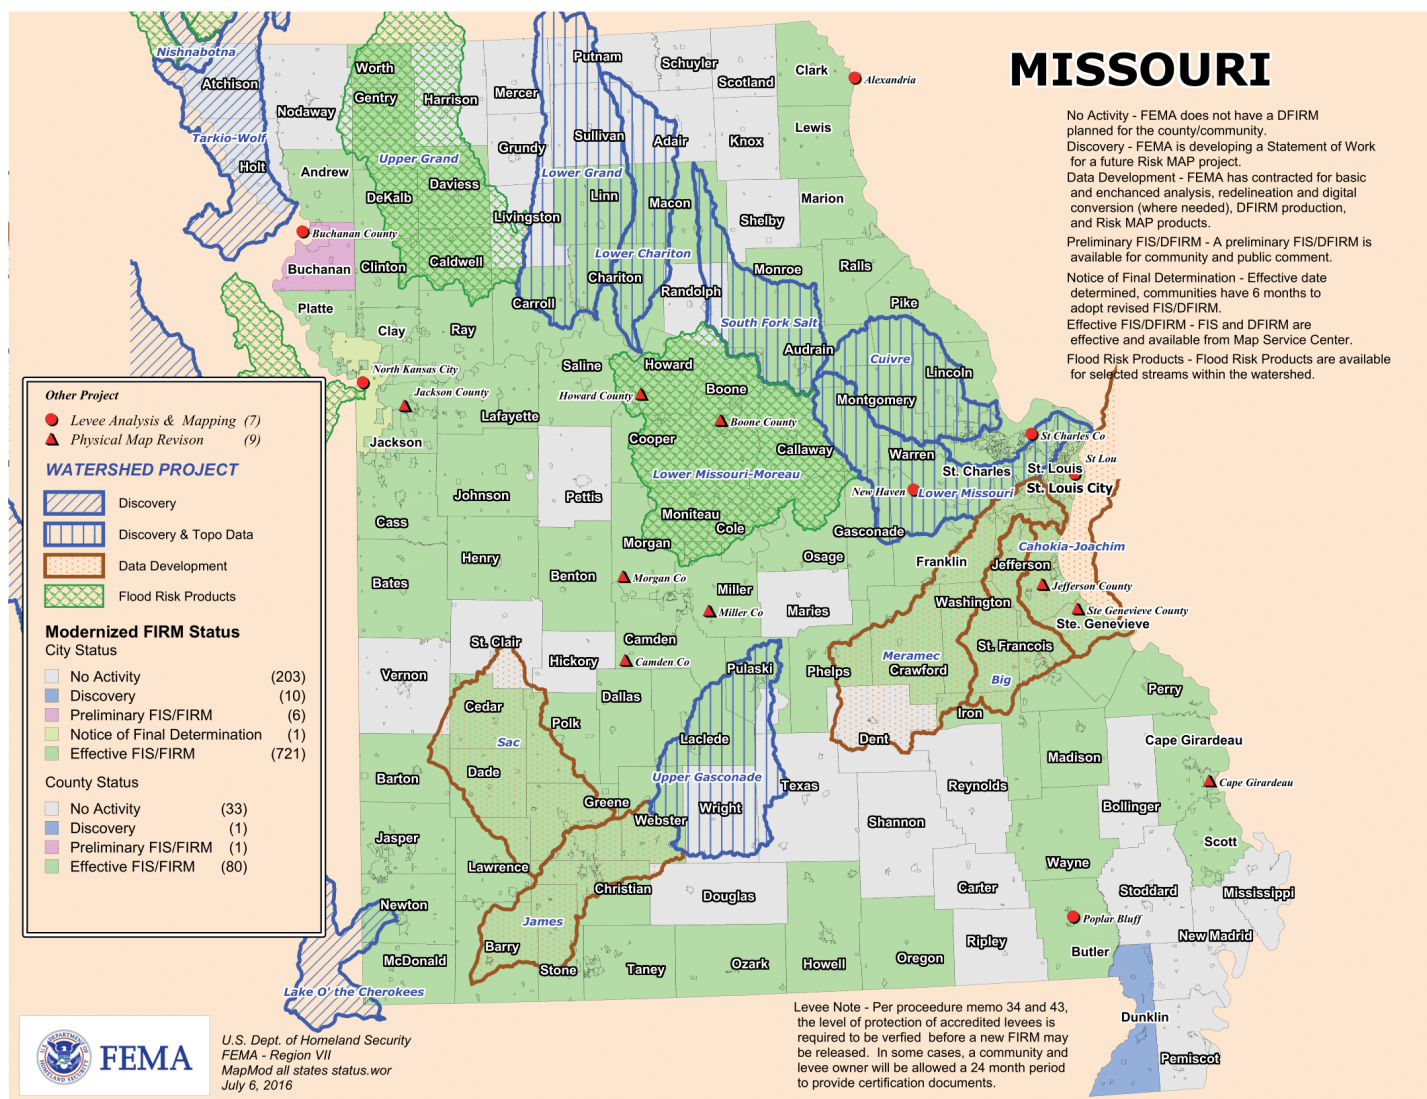 MISSOURI
No Activity - FEMA does not have a DFIRM
planned for the county/community.
Discovery - FEMA is developing a Statement of Work
for a future Risk MAP project.
Data Development - FEMA has contracted for basic
and enchanced analysis, redelineation and digital
conversion (where needed), DFIRM production,
and Risk MAP products.
Preliminary FIS/DFIRM - A preliminary FIS/DFIRM is
available for community and public comment.
Notice of Final Determination - Effective date
determined, communities have 6 months to
adopt revised FIS/DFIRM.
Effective FIS/DFIRM - FIS and DFIRM are
effective and available from Map Service Center.
Flood Risk Products - Flood Risk Products are available
for selected streams within the watershed.
Nishnabotna
Atchison
Nodaway
Worth
Gentry
Harrison
Mercer
Putnam
Schuyler
Scotland
Clark
Alexandria
Tarkio-Wolf
Holt
Andrew
Upper Grand
DeKalb
Daviess
Grundy
Sullivan
Adair
Knox
Lewis
Lower Grand
Livingston
Linn
Macon
Shelby
Marion
Buchanan County
Buchanan
Clinton
Caldwell
Lower Chariton
Chariton
Carroll
Randolph
Monroe
Ralls
Pike
Platte
Clay
Ray
South Fork Salt
Audrain
Cuivre
Lincoln
North Kansas City
Jackson County
Saline
Howard
Howard County
Boone
Boone County
Montgomery
Lafayette
Jackson
Cooper
Callaway
Warren
St Charles Co
St. Charles
St. Louis
St Lou
St. Louis City
Lower Missouri-Moreau
New Haven
Lower Missouri
Johnson
Pettis
Cass
Moniteau
Cole
Morgan
Gasconade
Osage
Franklin
Cahokia-Joachim
Jefferson
Jefferson County
Henry
Benton
Bates
Morgan Co
Miller
Miller Co
Maries
Washington
Ste Genevieve County
Ste. Genevieve
St. Clair
Hickory
Camden
Camden Co
Vernon
Pulaski
Phelps
Meramec
Crawford
St. Francois
Big
Perry
Cedar
Polk
Dallas
Iron
Sac
Laclede
Dent
Madison
Cape Girardeau
Cape Girardeau
Barton
Dade
Upper Gasconade
Greene
Webster
Wright
Texas
Reynolds
Shannon
Bollinger
Jasper
Lawrence
Wayne
Scott
Christian
Douglas
Carter
Stoddard
Mississippi
Newton
James
Poplar Bluff
New Madrid
McDonald
Barry
Stone
Taney
Ozark
Howell
Oregon
Ripley
Butler
Lake O' the Cherokees
Dunklin
Pemiscot
Other Project
Levee Analysis & Mapping (7)
Physical Map Revison (9)
WATERSHED PROJECT
Discovery
Discovery & Topo Data
Data Development
Flood Risk Products
Modernized FIRM Status
City Status
No Activity (203)
Discovery (10)
Preliminary FIS/FIRM (6)
Notice of Final Determination (1)
Effective FIS/FIRM (721)
County Status
No Activity (33)
Discovery (1)
Preliminary FIS/FIRM (1)
Effective FIS/FIRM (80)
FEMA
U.S. Dept. of Homeland Security
FEMA - Region VII
MapMod all states status.wor
July 6, 2016
Levee Note - Per proceedure memo 34 and 43,
the level of protection of accredited levees is
required to be verfied before a new FIRM may
be released. In some cases, a community and
levee owner will be allowed a 24 month period
to provide certification documents.